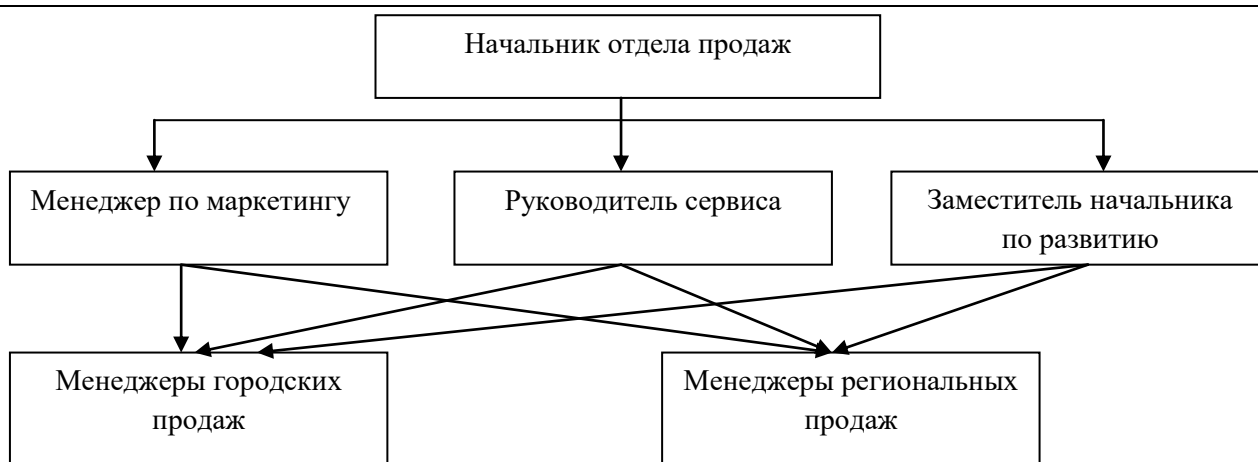 Начальник отдела продаж
Менеджер по маркетингу
Руководитель сервиса
Заместитель начальника
по развитию
Менеджеры городских
продаж
Менеджеры региональных
продаж